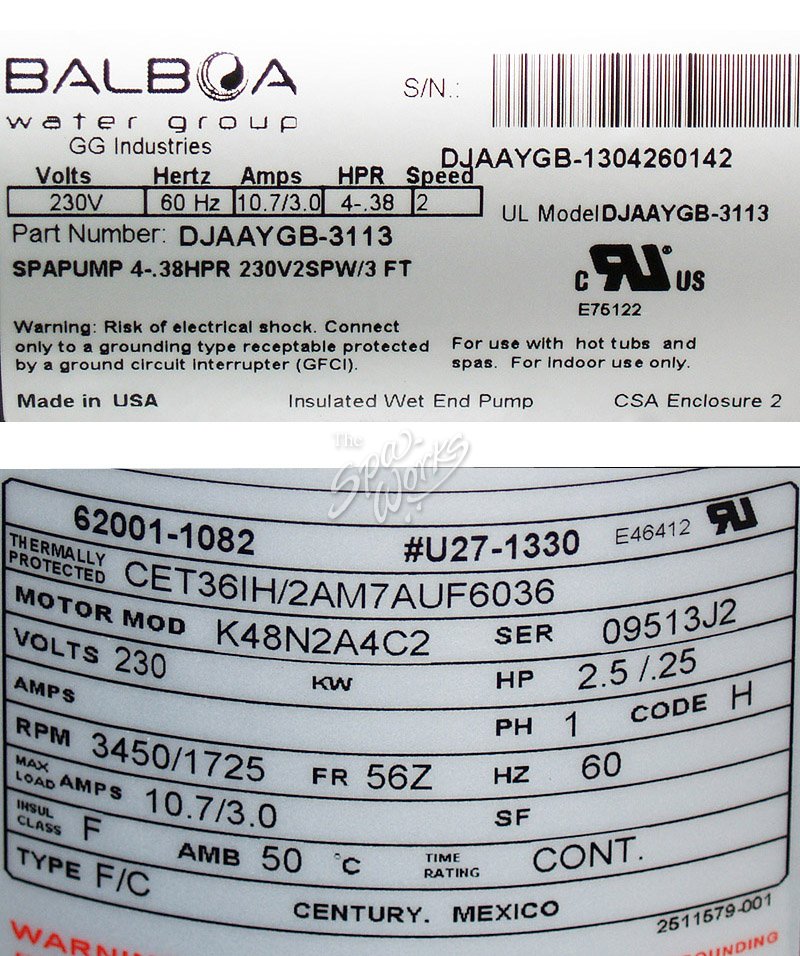 BALBOA
water group
GG Industries
S/N.:
DJAAYGB-1304260142
Volts Hertz Amps HPR Speed
230V 60 Hz 10.7/3.0 4-.38 2
UL Model DJAAYGB-3113
Part Number: DJAAYGB-3113
SPAPUMP 4-.38HPR 230V2SPW/3 FT
C RU ® US
E75122
Warning: Risk of electrical shock. Connect
only to a grounding type receptable protected
by a ground circuit Interrupter (GFCI).
For use with hot tubs and
spas. For Indoor use only.
Made in USA
Insulated Wet End Pump
CSA Enclosure 2
The
Spa
Works
62001-1082
#U27-1330
E46412
RU
THERMALLY
PROTECTED
CET36IH/2AM7AUF6036
MOTOR MOD K48N2A4C2 SER 09513J2
VOLTS 230 KW HP 2.5 /.25
AMPS PH 1 CODE H
RPM 3450/1725 FR 56Z HZ 60
MAX
LOAD AMPS 10.7/3.0 SF
INSUL
CLASS F AMB 50 °C TIME
RATING CONT.
TYPE F/C
CENTURY. MEXICO
2511579-001
WARNIN
OUNDING